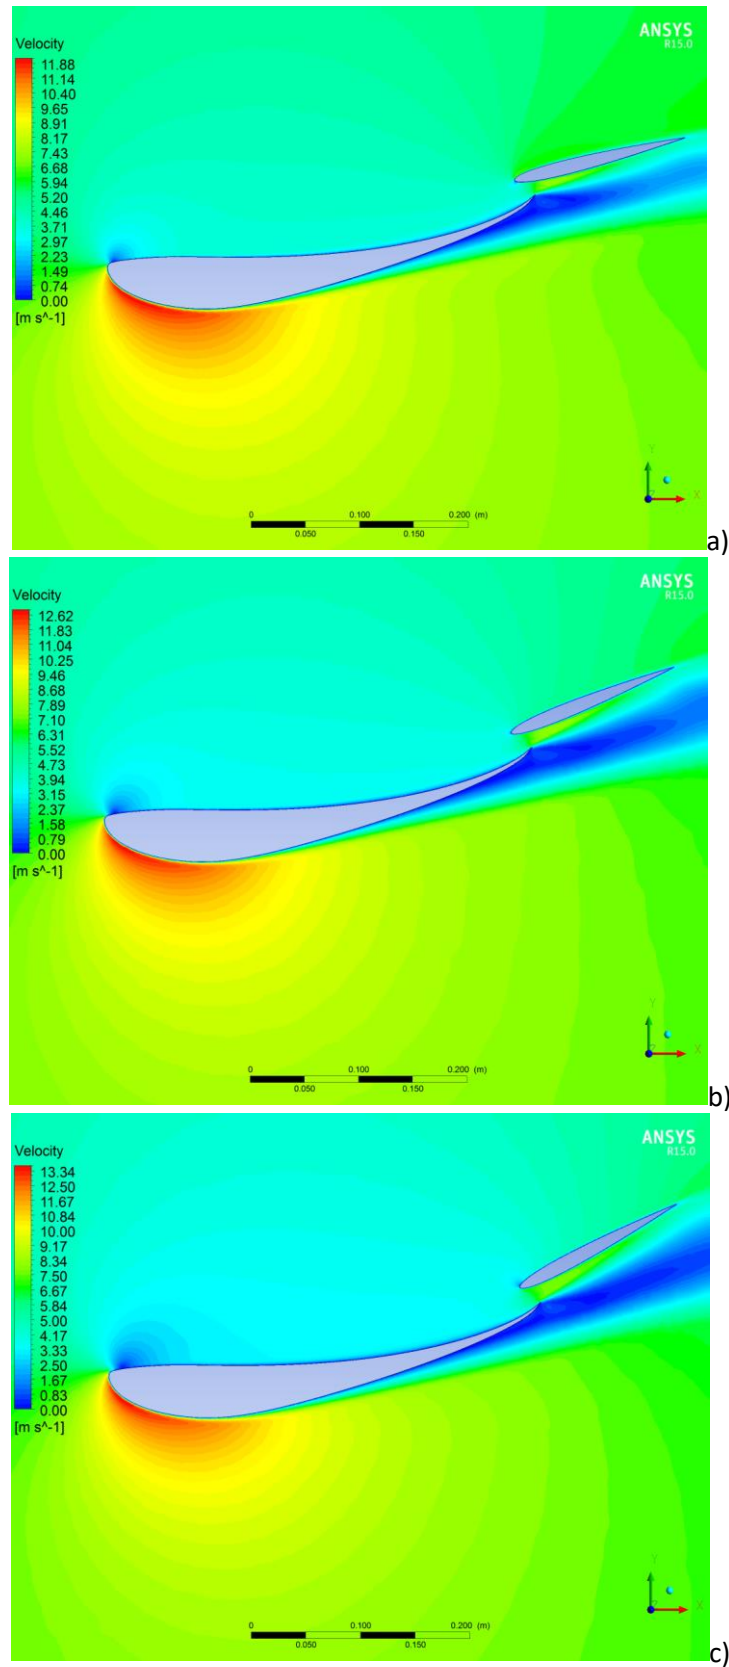 ANSYS
R15.0
Velocity
11.88
11.14
10.40
9.65
8.91
8.17
7.43
6.68
5.94
5.20
4.46
3.71
2.97
2.23
1.49
0.74
0.00
[m s^-1]
Y
Z X
0 0.100 0.200 (m)
0.050 0.150
a)
ANSYS
R15.0
Velocity
12.62
11.83
11.04
10.25
9.46
8.68
7.89
7.10
6.31
5.52
4.73
3.94
3.15
2.37
1.58
0.79
0.00
[m s^-1]
Y
X
0 0.100 0.200 (m)
0.050 0.150
b)
ANSYS
R15.0
Velocity
13.34
12.50
11.67
10.84
10.00
9.17
8.34
7.50
6.67
5.84
5.00
4.17
3.33
2.50
1.67
0.83
0.00
[m s^-1]
Y
X
0 0.100 0.200 (m)
0.050 0.150
c)